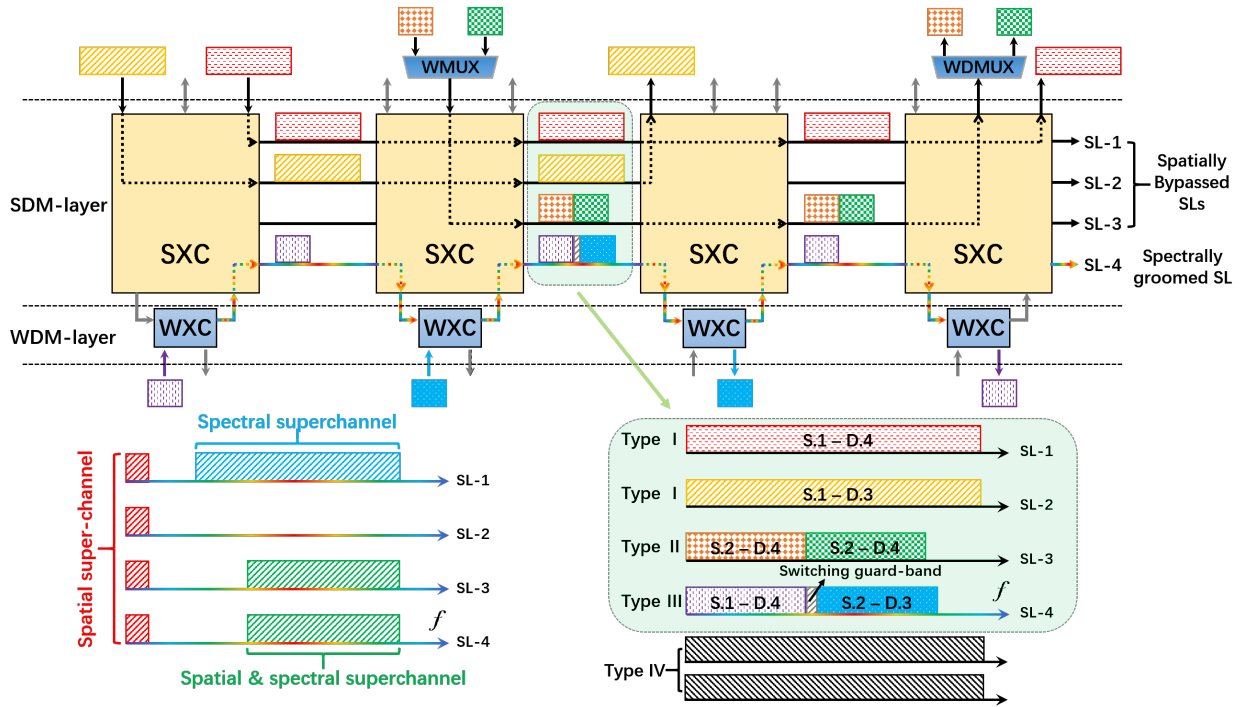 WMUX
WDMUX
SL-1
SL-2
SL-3
SL-4
Spatially
Bypassed
SLs
Spectrally
groomed SL
SDM-layer
SXC
SXC
SXC
SXC
WDM-layer
WXC
WXC
WXC
WXC
Spectral superchannel
Spatial super-channel
SL-1
SL-2
SL-3
f
SL-4
Spatial & spectral superchannel
Type I
S.1 – D.4
SL-1
Type I
S.1 – D.3
SL-2
Type II
S.2 – D.4
S.2 – D.4
SL-3
Switching guard-band
f
Type III
S.1 – D.4
S.2 – D.3
SL-4
Type IV